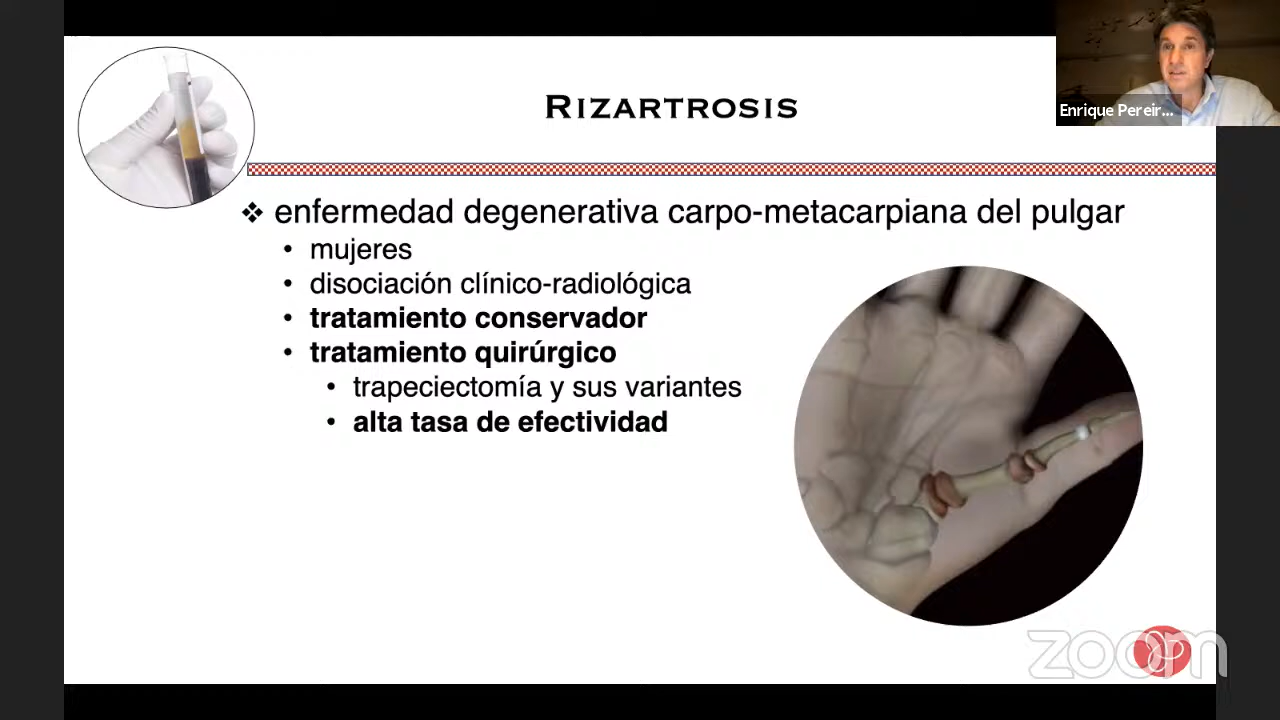 Rizartrosis
Enrique Pereir...
❖ enfermedad degenerativa carpo-metacarpiana del pulgar
• mujeres
• disociación clínico-radiológica
• tratamiento conservador
• tratamiento quirúrgico
• trapeciectomía y sus variantes
• alta tasa de efectividad
zoom